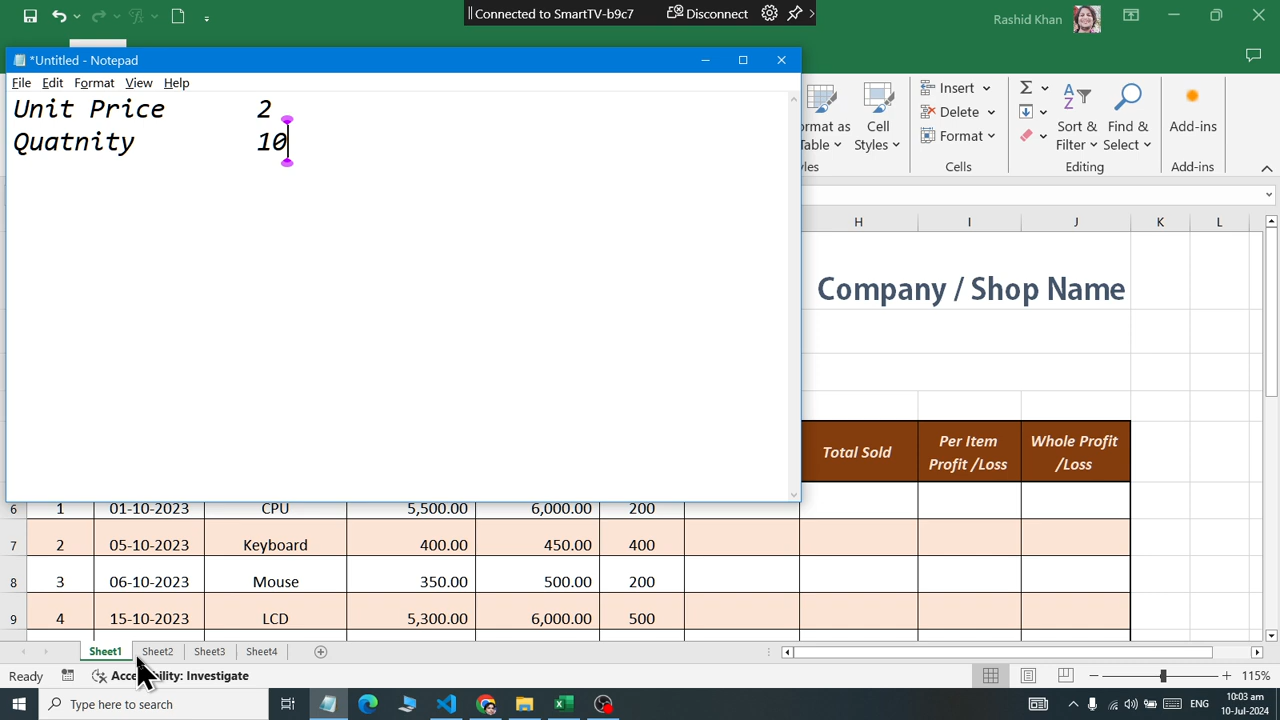 Connected to SmartTV-b9c7 Disconnect
Rashid Khan
*Untitled - Notepad
File Edit Format View Help
Unit Price 2
Quatnity 10
Insert
Delete
Format
Cell
Styles
Table
Cells
Sort &
Filter
Find &
Select
Editing
Add-ins
Add-ins
H I J K L
Company / Shop Name
Total Sold
Per Item
Profit /Loss
Whole Profit
/Loss
6 1 01-10-2023 CPU 5,500.00 6,000.00 200
7 2 05-10-2023 Keyboard 400.00 450.00 400
8 3 06-10-2023 Mouse 350.00 500.00 200
9 4 15-10-2023 LCD 5,300.00 6,000.00 500
Sheet1 Sheet2 Sheet3 Sheet4
Ready
Investigate
115%
Type here to search
ENG
10:03 am
10-Jul-2024